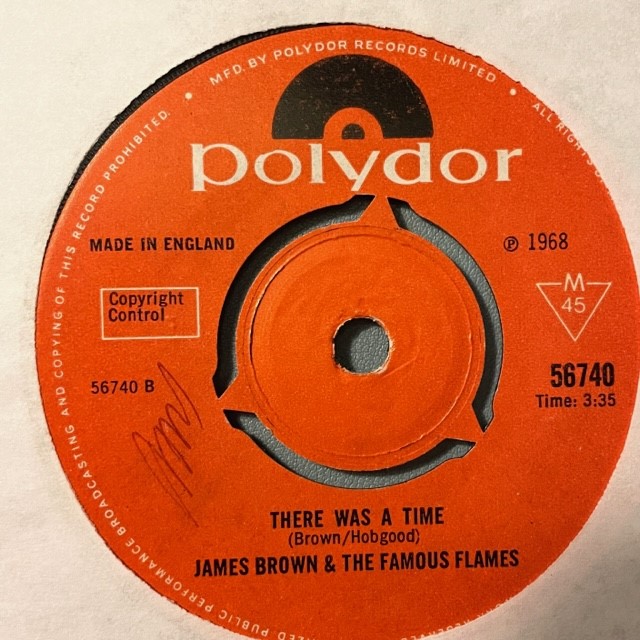 MFD. BY POLYDOR RECORDS LIMITED
ALL RIGHTS
polydor
MADE IN ENGLAND
℗ 1968
Copyright
Control
M
45
56740 B
56740
Time: 3:35
THERE WAS A TIME
(Brown/Hobgood)
JAMES BROWN & THE FAMOUS FLAMES
PUBLIC PERFORMANCE BROADCASTING AND COPYING OF THIS RECORD PROHIBITED.